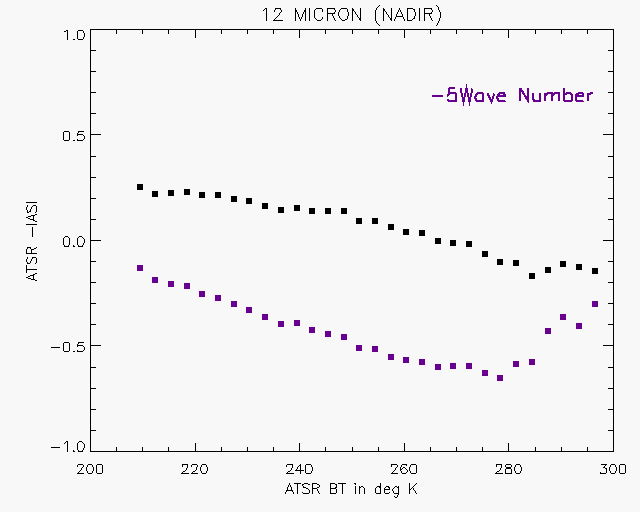 12 MICRON (NADIR)
1.0
-5Wave Number
0.5
0.0
-0.5
-1.0
ATSR -IASI
200 220 240 260 280 300
ATSR BT in deg K